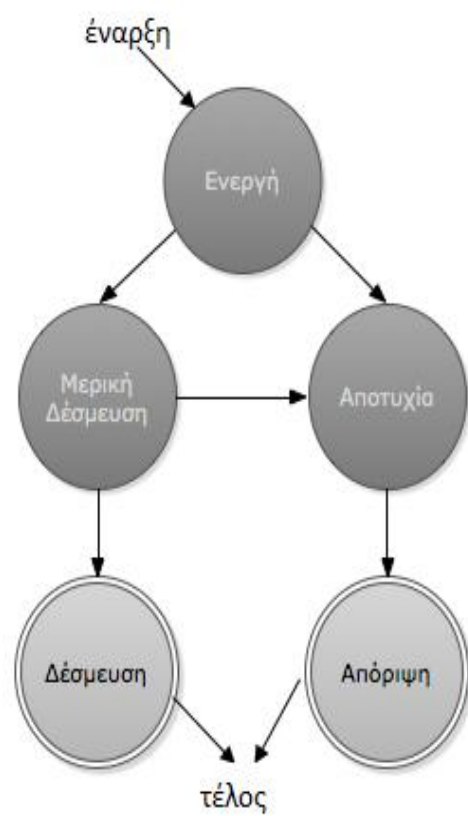 έναρξη
Ενεργή
Μερική
Δέσμευση
Αποτυχία
Δέσμευση
Απόριψη
τέλος